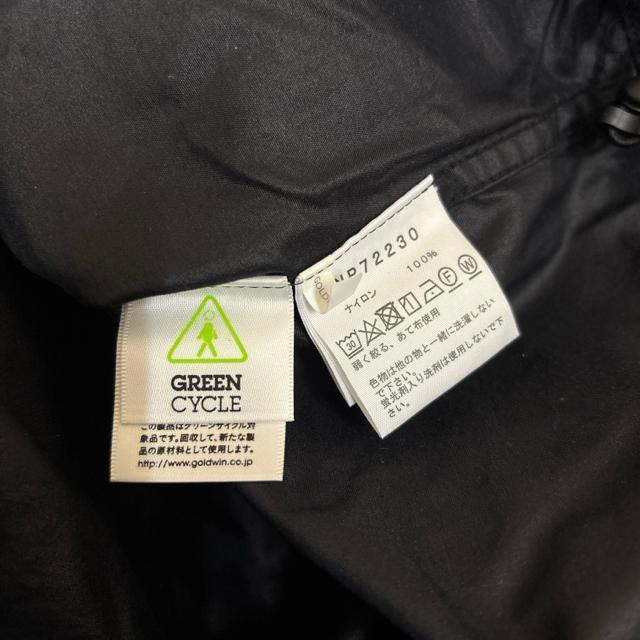 GREEN
CYCLE
この製品はグリーンサイクル対
象品です。回収して、新たな製
品の原材料として使用します。
http://www.goldwin.co.jp
NP72230
GOLD
ナイロン 100%
30
F
W
弱く絞る、あて布使用
色物は他の物と一緒に洗濯しない
で下さい。
蛍光剤入り洗剤は使用しないで下
さい。